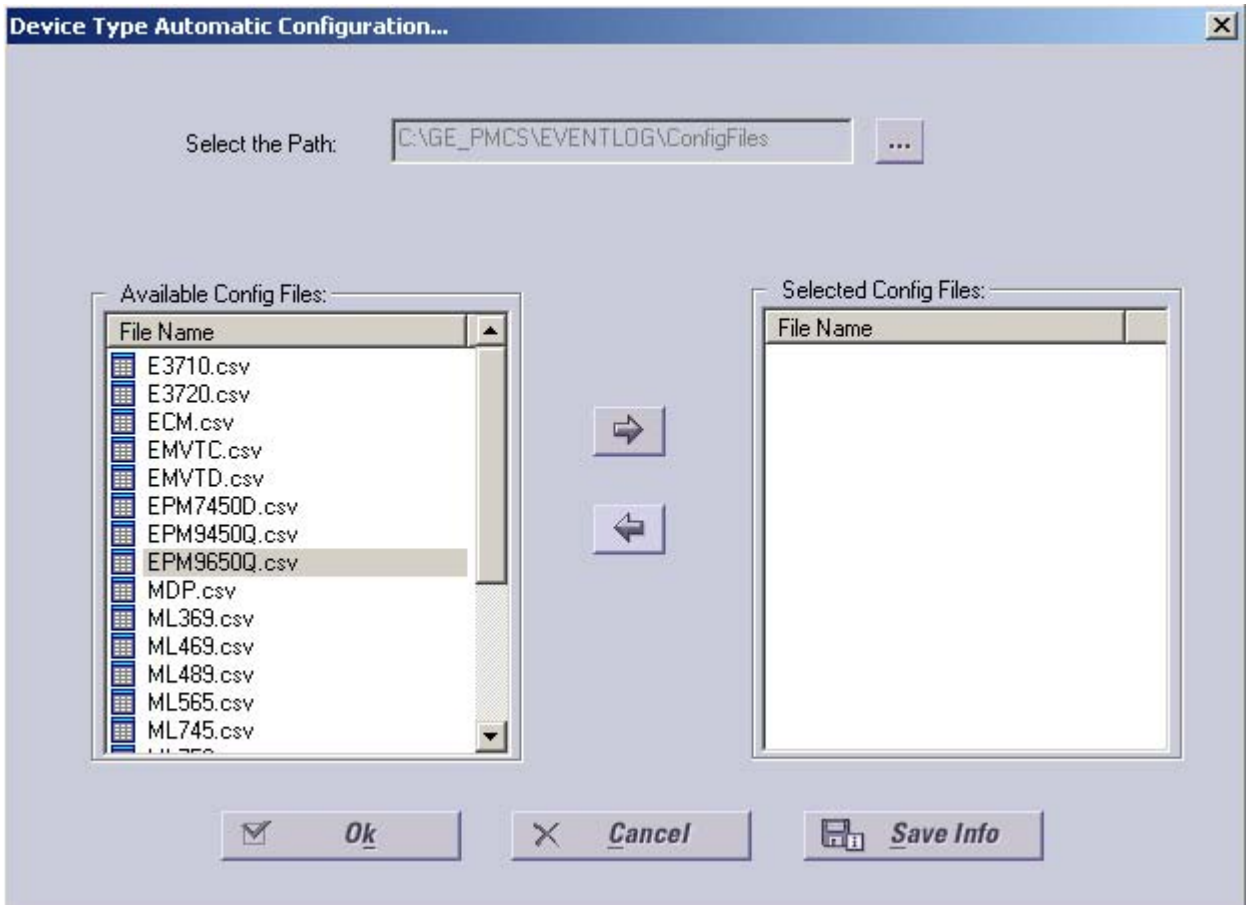 Device Type Automatic Configuration...
Select the Path:
C:\GE_PMCS\EVENTLOG\ConfigFiles
...
Available Config Files:
File Name
E3710.csv
E3720.csv
ECM.csv
EMVTC.csv
EMVTD.csv
EPM7450D.csv
EPM9450Q.csv
EPM9650Q.csv
MDP.csv
ML369.csv
ML469.csv
ML489.csv
ML565.csv
ML745.csv
Selected Config Files:
File Name
Ok
Cancel
Save Info